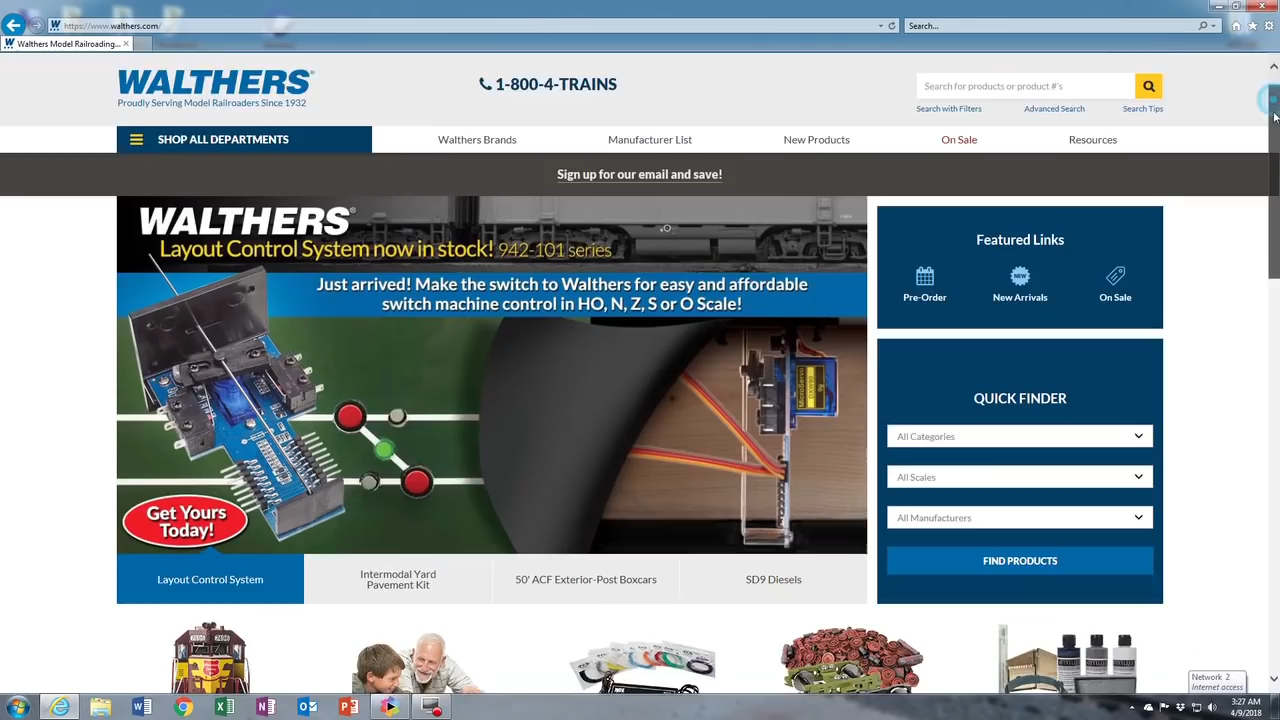 https://www.walthers.com/
Search...
Walthers Model Railroading...
WALTHERS®
Proudly Serving Model Railroaders Since 1932
1-800-4-TRAINS
Search for products or product #'s
Search with Filters
Advanced Search
Search Tips
SHOP ALL DEPARTMENTS
Walthers Brands
Manufacturer List
New Products
On Sale
Resources
Sign up for our email and save!
WALTHERS®
Layout Control System now in stock! 942-101 series
Just arrived! Make the switch to Walthers for easy and affordable
switch machine control in HO, N, Z, S or O Scale!
Get Yours
Today!
Layout Control System
Intermodal Yard
Pavement Kit
50' ACF Exterior-Post Boxcars
SD9 Diesels
Featured Links
NEW
Pre-Order
New Arrivals
On Sale
QUICK FINDER
All Categories
All Scales
All Manufacturers
FIND PRODUCTS
Network 2
Internet access
3:27 AM
4/9/2018